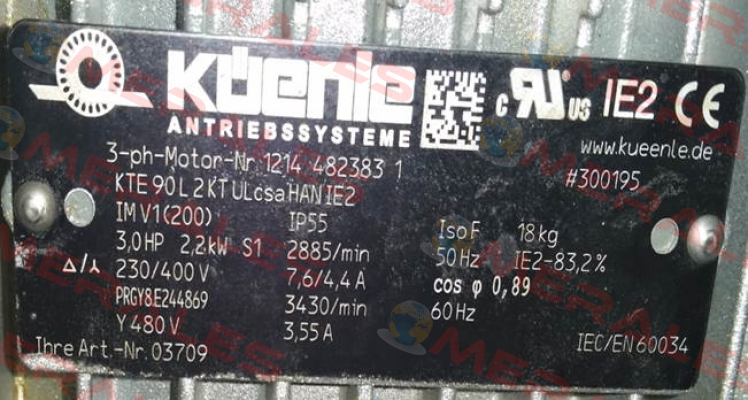 KÜENLE
ANTRIEBSSYSTEME
c RU US IE2 CE
www.kueenle.de
3-ph-Motor-Nr 1214 482383 1
#300195
KTE 90 L 2 KT ULcsa HAN IE2
IM V1(200) IP55 Iso F 18 kg
3,0HP 2,2kW S1 2885/min 50 Hz IE2-83,2%
Δ/⅄ 230/400 V 7,6/4,4 A cos φ 0,89
PRGY8E244869 3430/min 60 Hz
Y 480 V 3,55 A IEC/EN 60034
Ihre Art.-Nr. 03709
MERALES